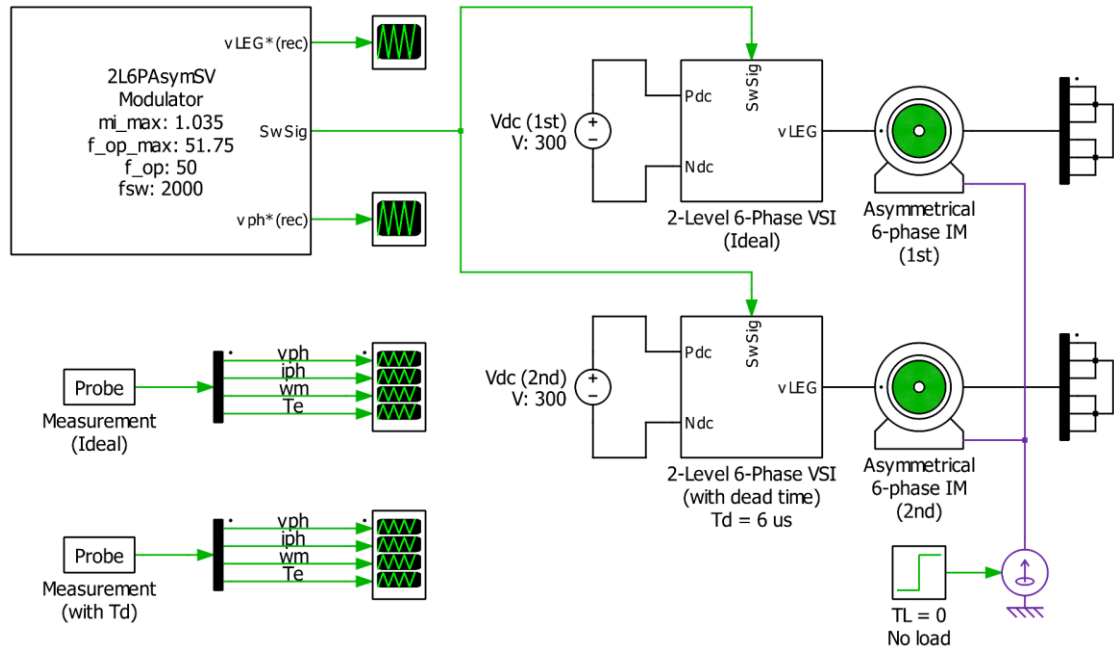 vLEG*(rec)
2L6PAsymSV
Modulator
mi_max: 1.035
f_op_max: 51.75
f_op: 50
fsw: 2000
SwSig
vph*(rec)
Vdc (1st)
V: 300
Pdc
Ndc
SwSig
vLEG
2-Level 6-Phase VSI
(Ideal)
Asymmetrical
6-phase IM
(1st)
Probe
Measurement
(Ideal)
vph
iph
wm
Te
Vdc (2nd)
V: 300
Pdc
Ndc
SwSig
vLEG
2-Level 6-Phase VSI
(with dead time)
Td = 6 us
Asymmetrical
6-phase IM
(2nd)
Probe
Measurement
(with Td)
vph
iph
wm
Te
TL = 0
No load